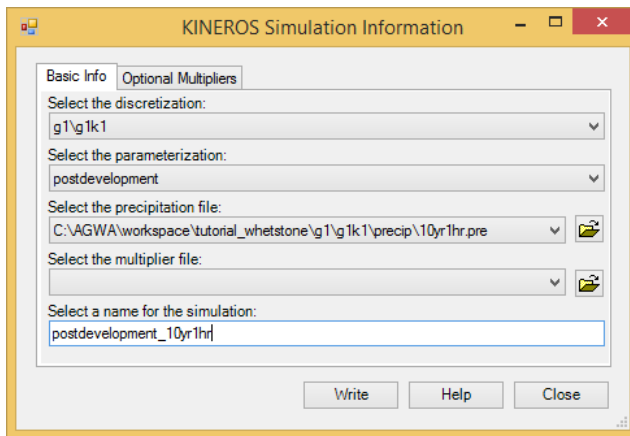 KINEROS Simulation Information
Basic Info Optional Multipliers
Select the discretization:
g1\g1k1
Select the parameterization:
postdevelopment
Select the precipitation file:
C:\AGWA\workspace\tutorial_whetstone\g1\g1k1\precip\10yr1hr.pre
Select the multiplier file:
Select a name for the simulation:
postdevelopment_10yr1hr
Write Help Close